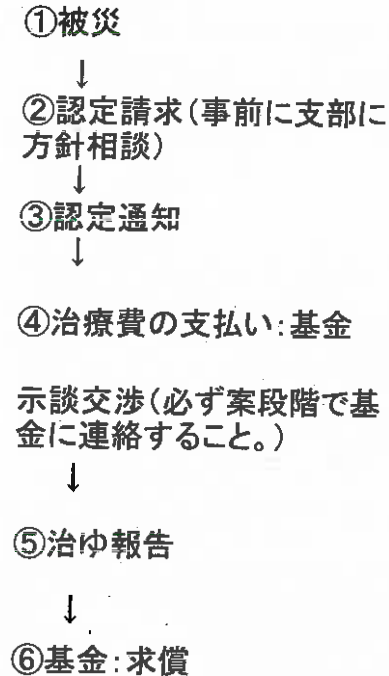 ①被災
↓
②認定請求(事前に支部に
方針相談)
↓
③認定通知
↓
④治療費の支払い:基金
示談交渉(必ず案段階で基
金に連絡すること。)
↓
⑤治ゆ報告
↓
⑥基金:求償